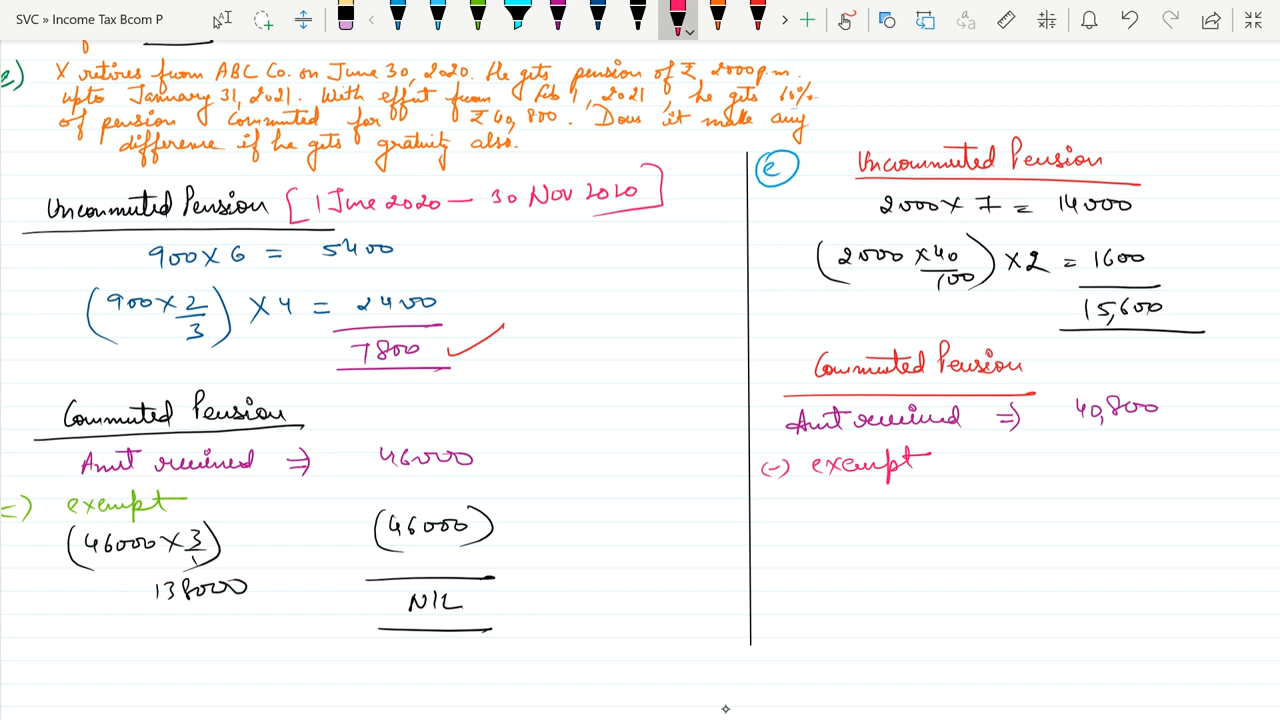 SVC » Income Tax Bcom P
e) X retires from ABC Co. on June 30, 2020. He gets pension of ₹ 2000 p.m.
upto January 31, 2021. With effect from Feb 1, 2021, he gets 60%
of pension commuted for ₹ 40,800. Does it make any
difference if he gets gratuity also.
Uncommuted Pension [1 June 2020 — 30 Nov 2020]
900 X 6 = 5400
(900 X 2/3) X 4 = 2400
7800
Commuted Pension
Amt received ⇒ 46000
=) exempt
(46000 X 3/1) (46000)
138000
NIL
e
Uncommuted Pension
2000 X 7 = 14000
(2000 X 40/100) X 2 = 1600
15,600
Commuted Pension
Amt received ⇒ 40,800
(-) exempt